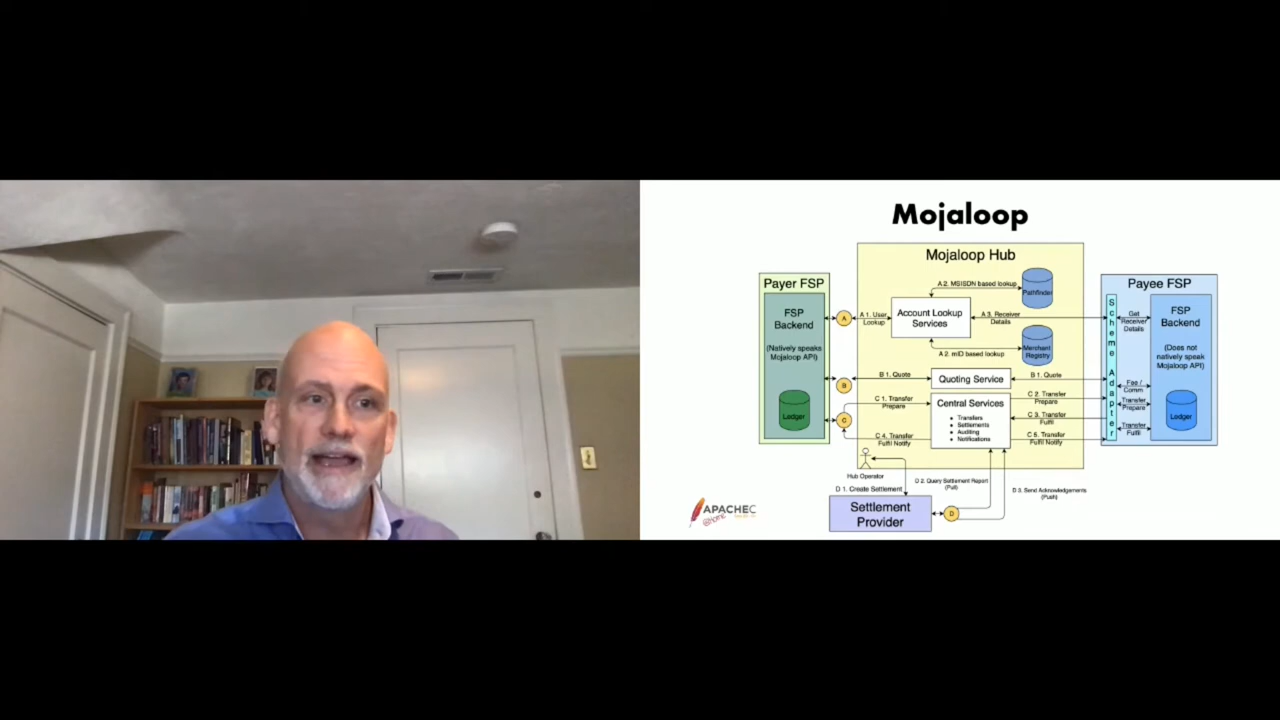 Mojaloop
Mojaloop Hub
Payer FSP
FSP
Backend
(Natively speaks
Mojaloop API)
Ledger
A
B
C
A 1. User
Lookup
A 2. MSISDN based lookup
Pathfinder
Account Lookup
Services
A 3. Receiver
Details
A 2. mID based lookup
Merchant
Registry
B 1. Quote
Quoting Service
B 1. Quote
C 1. Transfer
Prepare
Central Services
• Transfers
• Settlements
• Auditing
• Notifications
C 2. Transfer
Prepare
C 3. Transfer
Fulfil
C 4. Transfer
Fulfil Notify
C 5. Transfer
Fulfil Notify
Payee FSP
Scheme Adapter
Get
Receiver
Details
Fee /
Comm
Transfer
Prepare
Transfer
Fulfil
FSP
Backend
(Does not
natively speak
Mojaloop API)
Ledger
Hub Operator
D 1. Create Settlement
D 2. Query Settlement Report
(Pull)
D 3. Send Acknowledgements
(Push)
Settlement
Provider
D
APACHEC
@home